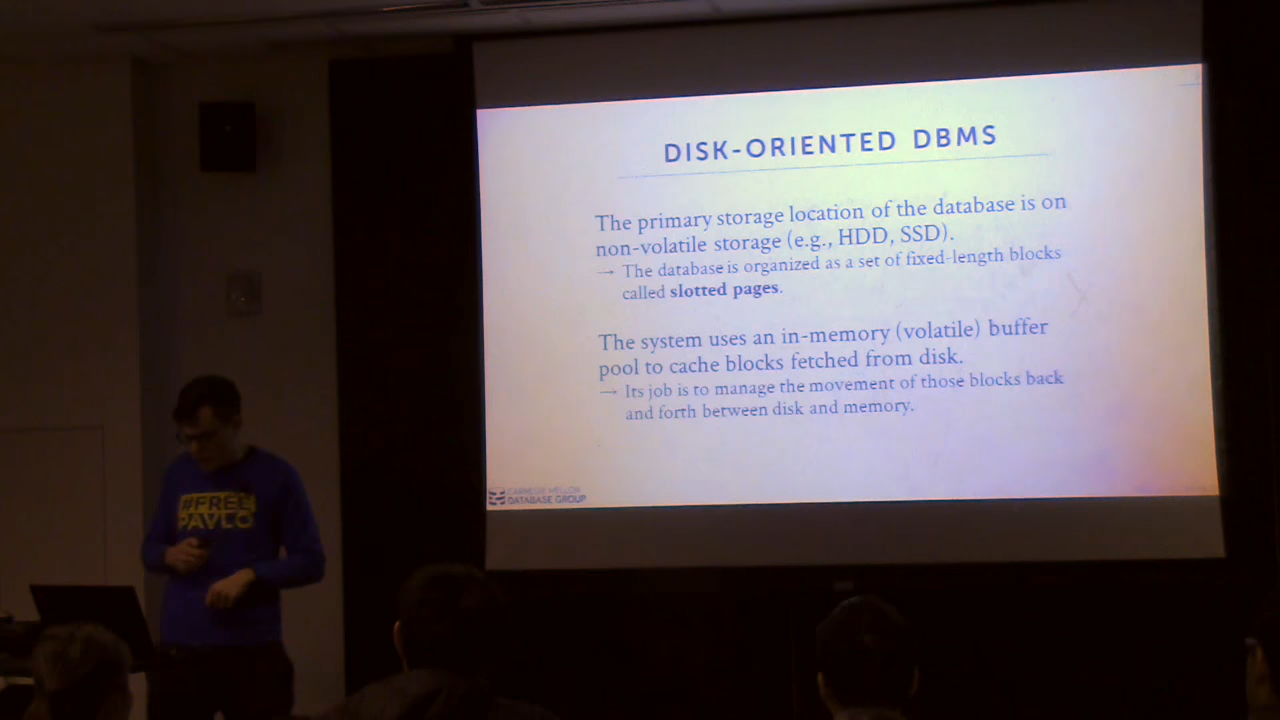 DISK-ORIENTED DBMS
The primary storage location of the database is on
non-volatile storage (e.g., HDD, SSD).
→ The database is organized as a set of fixed-length blocks
called slotted pages.
The system uses an in-memory (volatile) buffer
pool to cache blocks fetched from disk.
→ Its job is to manage the movement of those blocks back
and forth between disk and memory.
CARNEGIE MELLON
DATABASE GROUP
#FREE
PAVLO